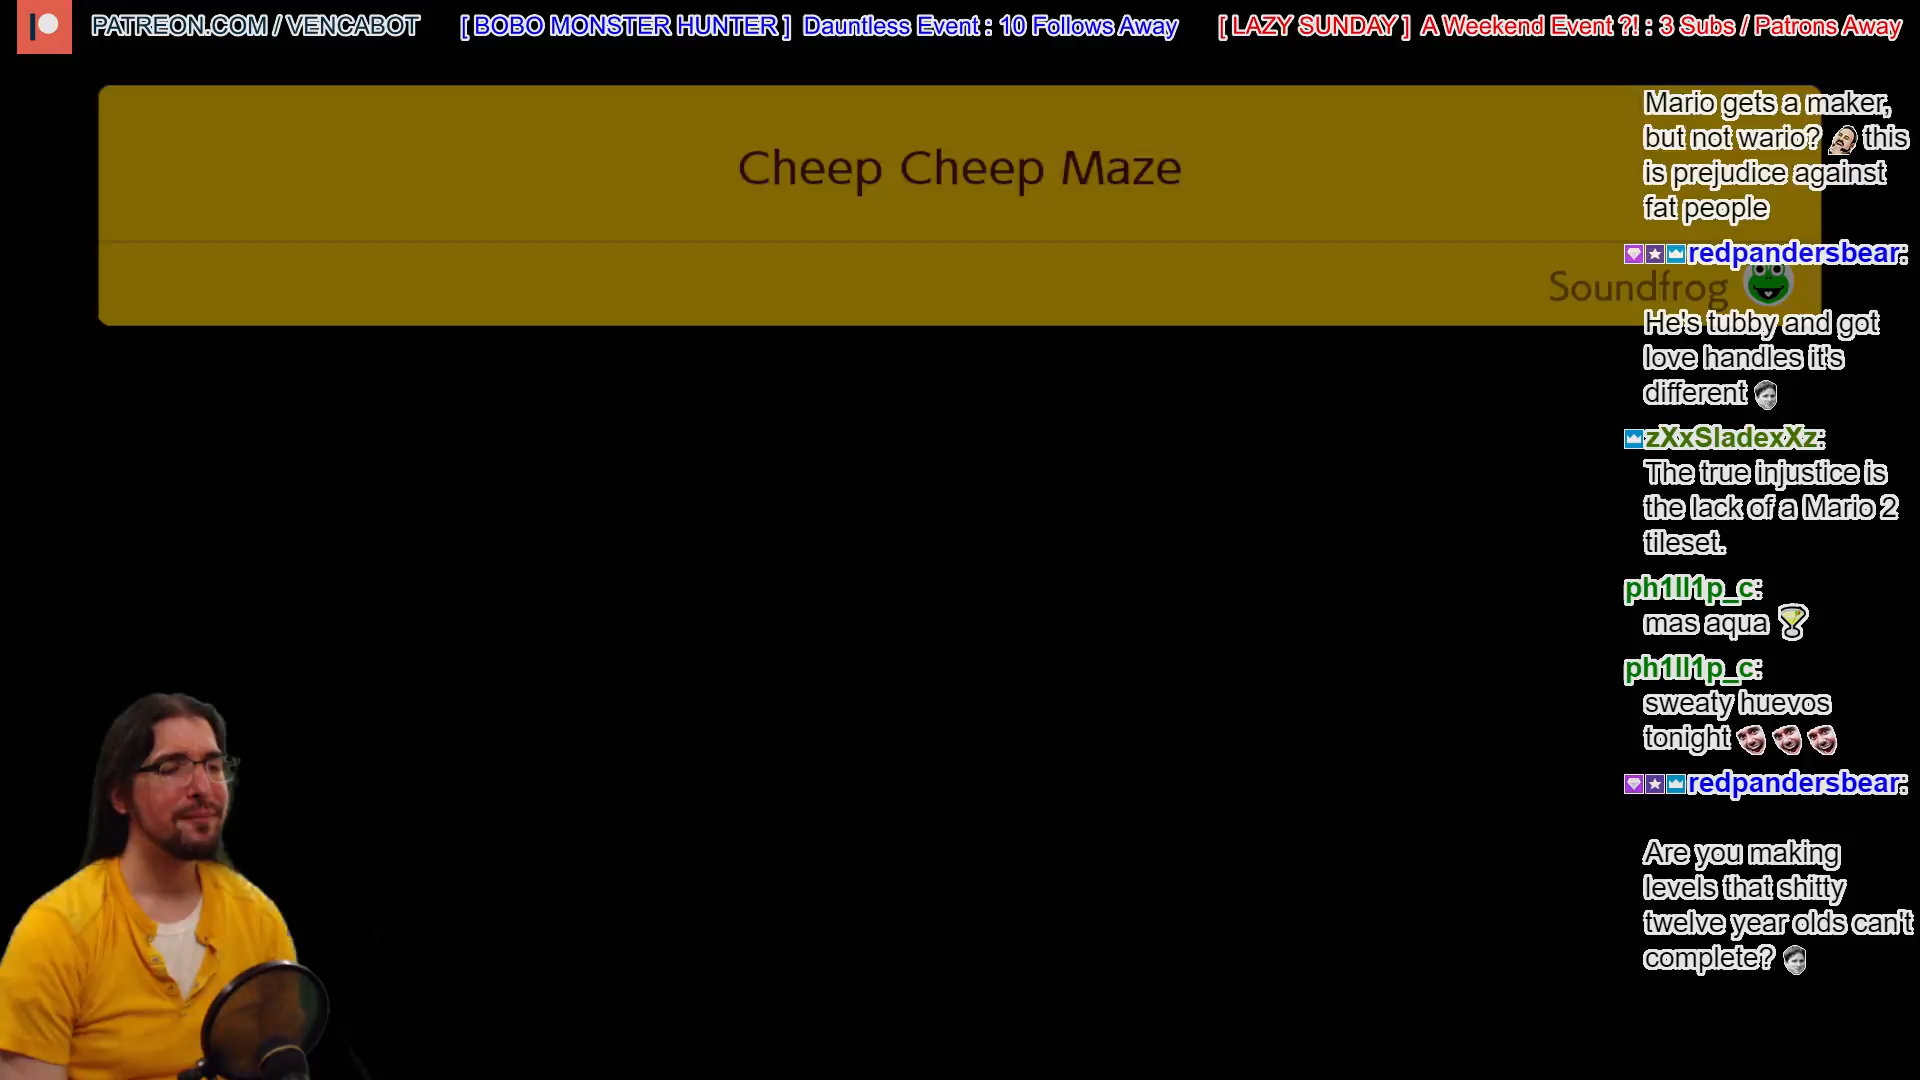 PATREON.COM / VENCABOT [ BOBO MONSTER HUNTER ] Dauntless Event : 10 Follows Away [ LAZY SUNDAY ] A Weekend Event ?! : 3 Subs / Patrons Away
Cheep Cheep Maze
Soundfrog
Mario gets a maker,
but not wario? this
is prejudice against
fat people
redpandersbear:
He's tubby and got
love handles it's
different
zXxSladexXz:
The true injustice is
the lack of a Mario 2
tileset.
ph1ll1p_c:
mas aqua
ph1ll1p_c:
sweaty huevos
tonight
redpandersbear:
Are you making
levels that shitty
twelve year olds can't
complete?